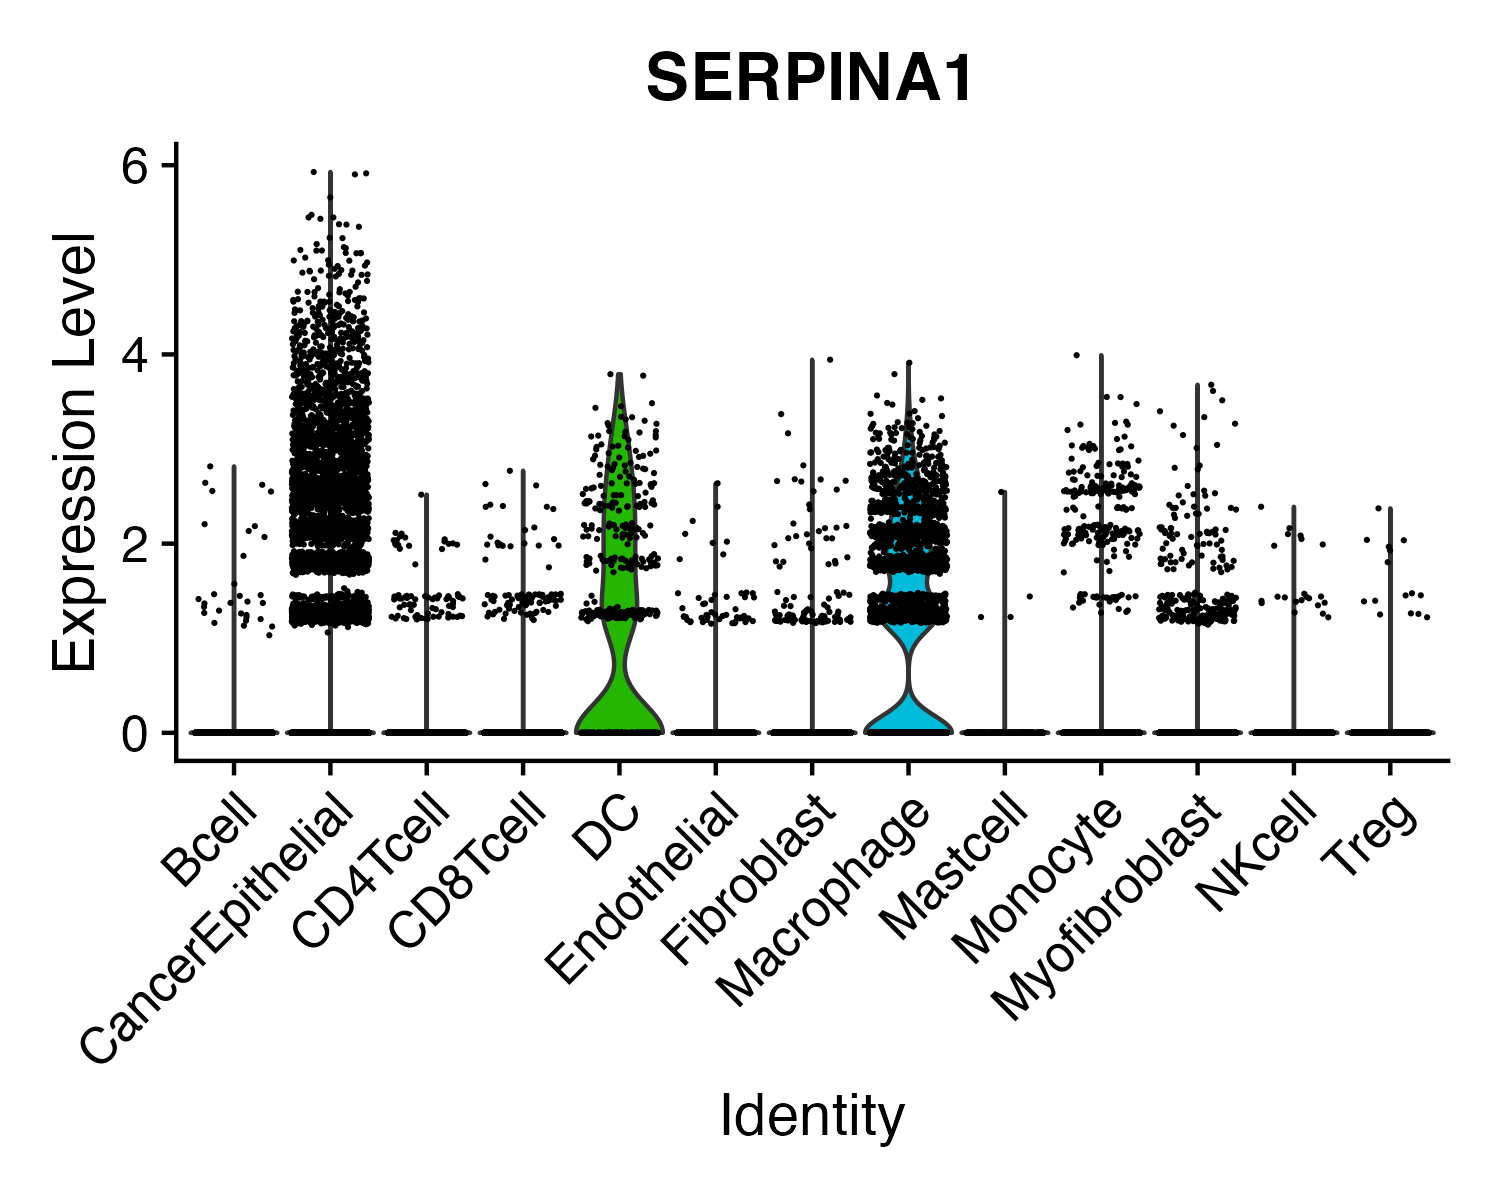 SERPINA1
Expression Level
6
4
2
0
Bcell
CancerEpithelial
CD4Tcell
CD8Tcell
DC
Endothelial
Fibroblast
Macrophage
Mastcell
Monocyte
Myofibroblast
NKcell
Treg
Identity